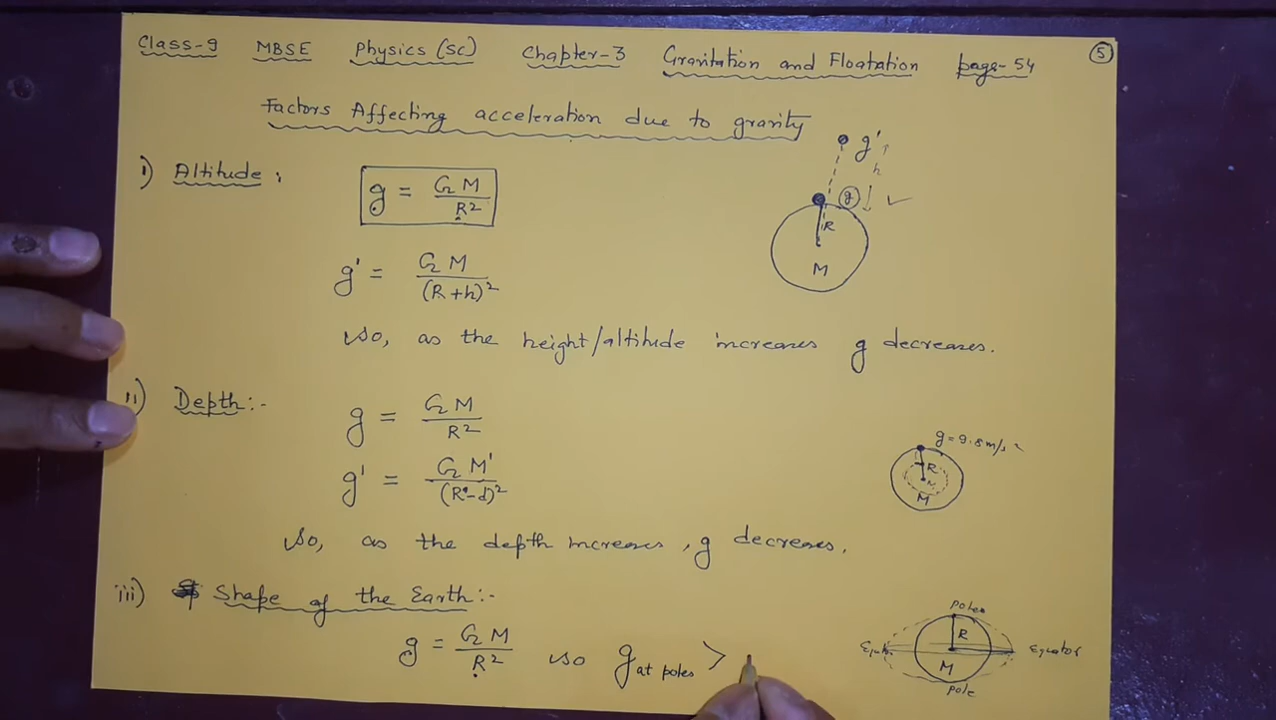 Class-9 MBSE Physics (SC) Chapter-3 Gravitation and Floatation page-54 5
Factors Affecting acceleration due to gravity
i) Altitude :
g = GM / R²
g' = GM / (R+h)²
So, as the height/altitude increases g decreases.
g'
h
g
R
M
ii) Depth:-
g = GM / R²
g' = GM' / (R-d)²
g=9.8m/s2
R
M
So, as the depth increases, g decreases.
iii) Shape of the Earth:-
g = GM / R² so g at poles >
poles
R
Equator
M
pole